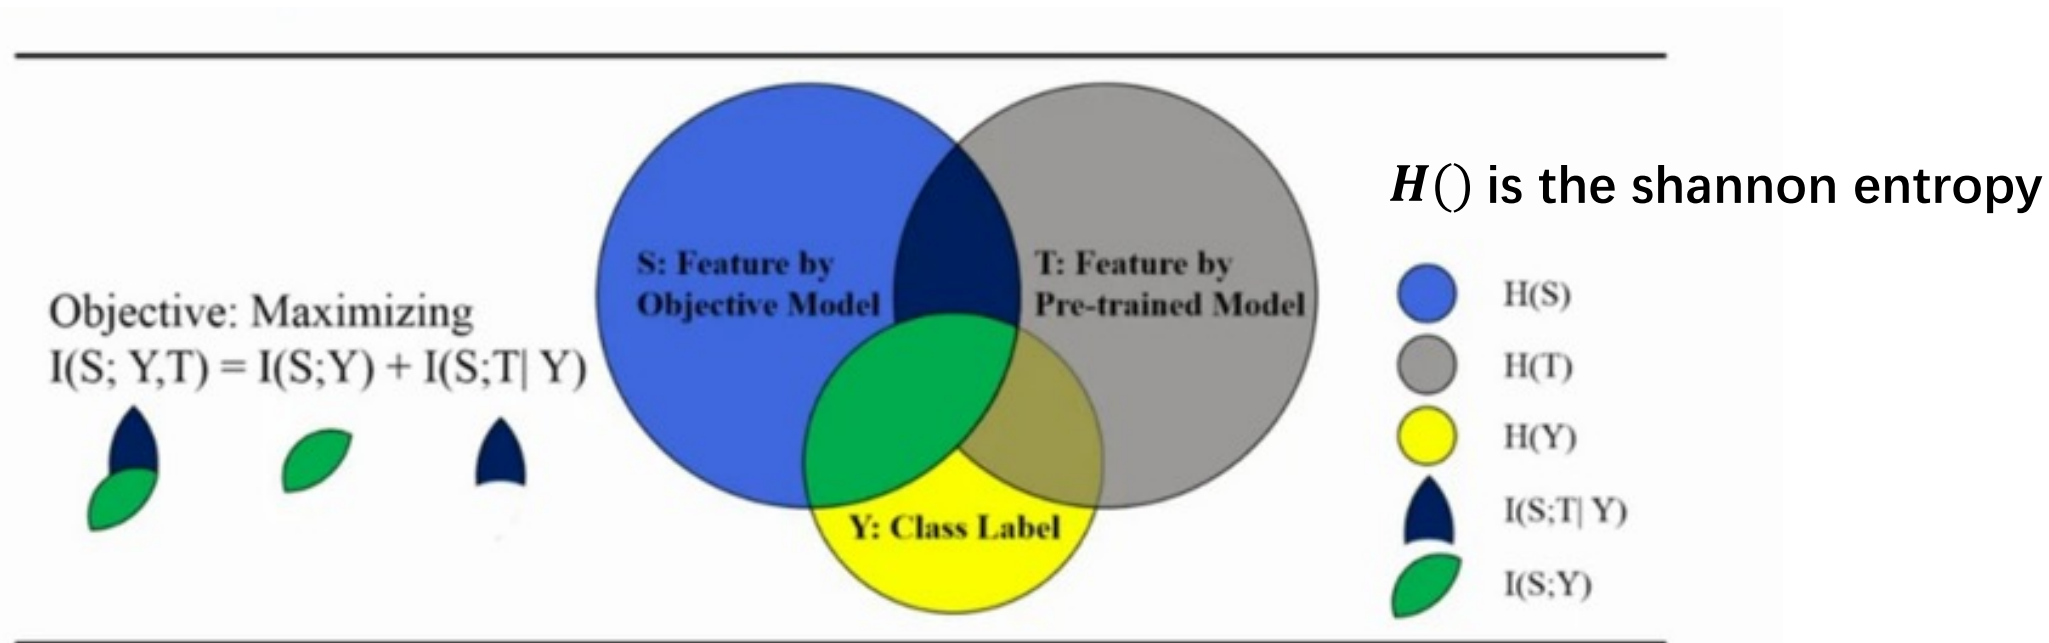 Objective: Maximizing
I(S; Y,T) = I(S;Y) + I(S;T| Y)
S: Feature by
Objective Model
T: Feature by
Pre-trained Model
Y: Class Label
H() is the shannon entropy
H(S)
H(T)
H(Y)
I(S;T| Y)
I(S;Y)